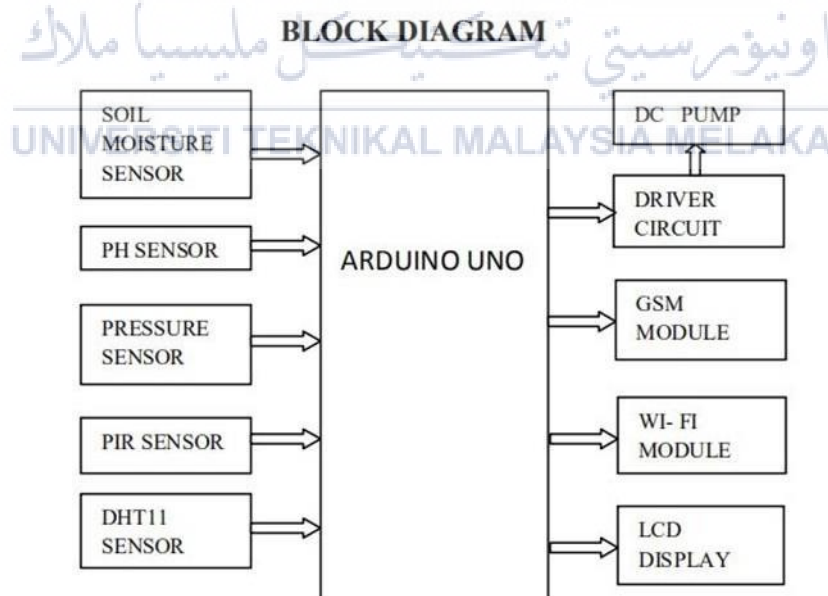 BLOCK DIAGRAM
اونيۏرسيتي تيكنيكل مليسيا ملاك
UNIVERSITI TEKNIKAL MALAYSIA MELAKA
SOIL
MOISTURE
SENSOR
PH SENSOR
PRESSURE
SENSOR
PIR SENSOR
DHT11
SENSOR
ARDUINO UNO
DC PUMP
DRIVER
CIRCUIT
GSM
MODULE
WI- FI
MODULE
LCD
DISPLAY